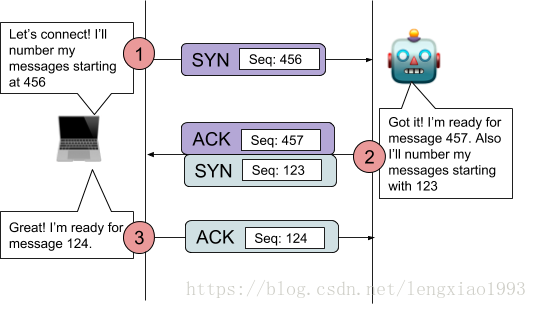 Let's connect! I'll
number my
messages starting
at 456
1
SYN
Seq: 456
Got it! I'm ready for
message 457. Also
I'll number my
messages starting
with 123
2
ACK
Seq: 457
SYN
Seq: 123
Great! I'm ready for
message 124.
3
ACK
Seq: 124
https://blog.csdn.net/lengxiao1993